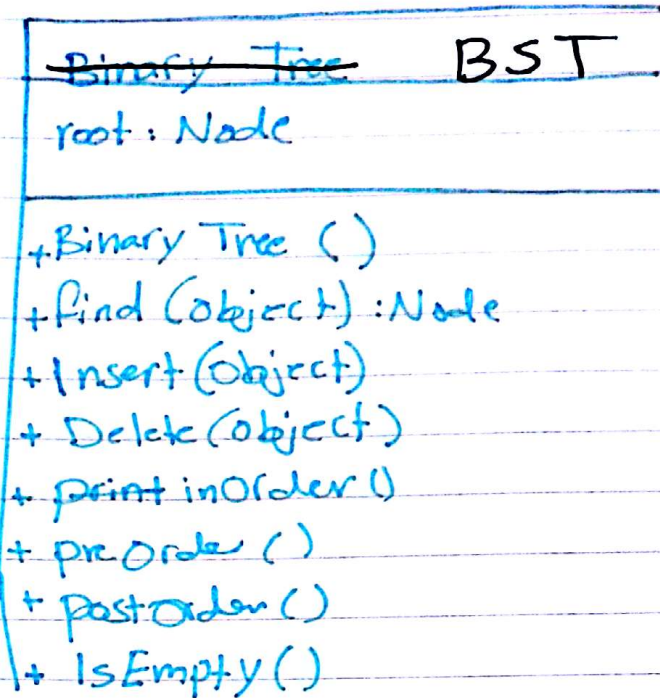 Binary Tree BST
root: Node
+Binary Tree ()
+find (object) :Node
+Insert (object)
+ Delete (object)
+ print inOrder ()
+ preOrder ()
+ postOrder ()
+ IsEmpty ()